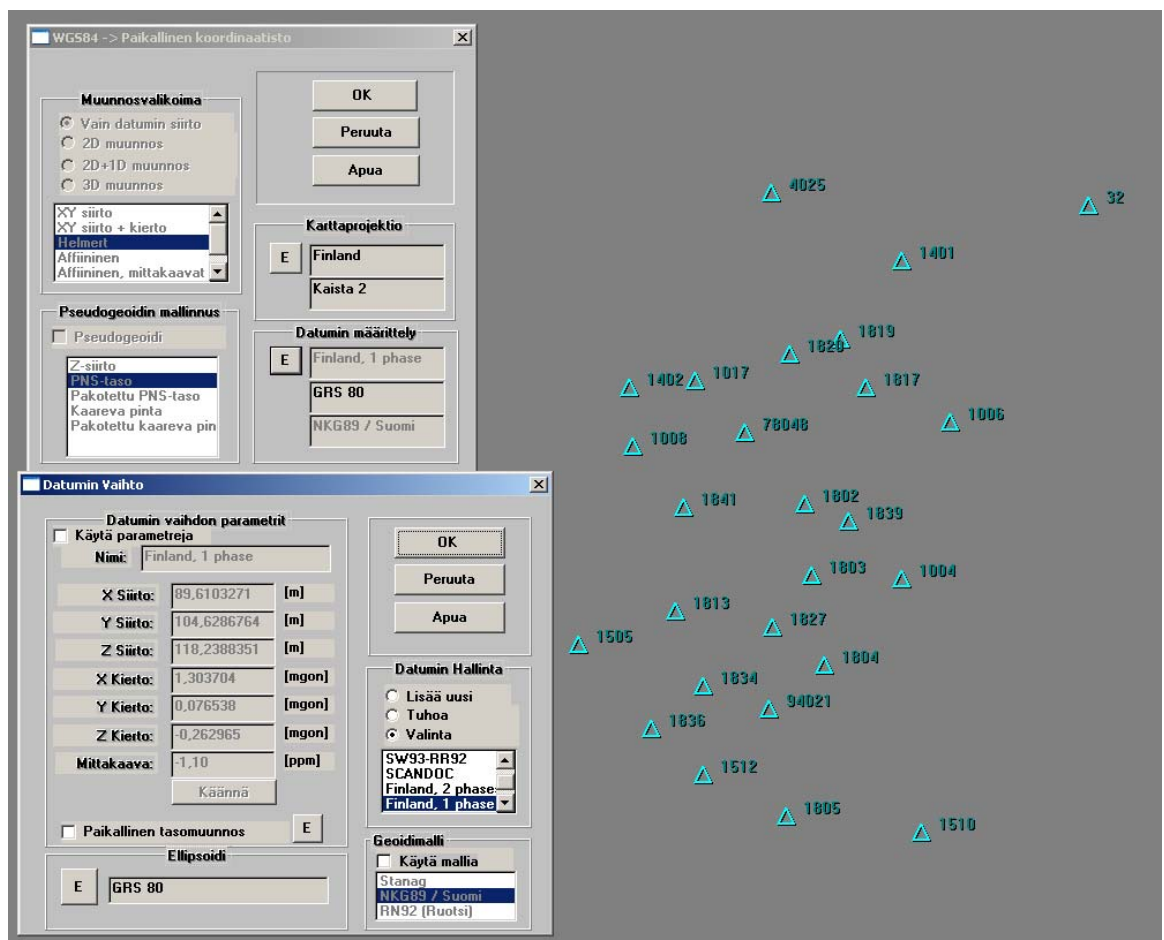 WGS84 -> Paikallinen koordinaatisto
Muunnosvalikoima
Vain datumin siirto
2D muunnos
2D+1D muunnos
3D muunnos
XY siirto
XY siirto + kierto
Helmert
Affiininen
Affiininen, mittakaavat
Pseudogeoidin mallinnus
Pseudogeoidi
Z-siirto
PNS-taso
Pakotettu PNS-taso
Kaareva pinta
Pakotettu kaareva pin
OK
Peruuta
Apua
Karttaprojektio
E
Finland
Kaista 2
Datumin määrittely
E
Finland, 1 phase
GRS 80
NKG89 / Suomi
Datumin Vaihto
Datumin vaihdon parametrit
Käytä parametreja
Nimi: Finland, 1 phase
X Siirto: 89,6103271 [m]
Y Siirto: 104,6286764 [m]
Z Siirto: 118,2388351 [m]
X Kierto: 1,303704 [mgon]
Y Kierto: 0,076538 [mgon]
Z Kierto: -0,262965 [mgon]
Mittakaava: -1,10 [ppm]
Käännä
Paikallinen tasomuunnos E
Ellipsoidi
E GRS 80
OK
Peruuta
Apua
Datumin Hallinta
Lisää uusi
Tuhoa
Valinta
SW93-RR92
SCANDOC
Finland, 2 phase
Finland, 1 phase
Geoidimalli
Käytä mallia
Stanag
NKG89 / Suomi
RN92 (Ruotsi)
4025
32
1401
1819
1820
1402
1017
1817
1006
78048
1008
1841
1802
1839
1803
1004
1813
1827
1505
1804
1834
94021
1836
1512
1805
1510